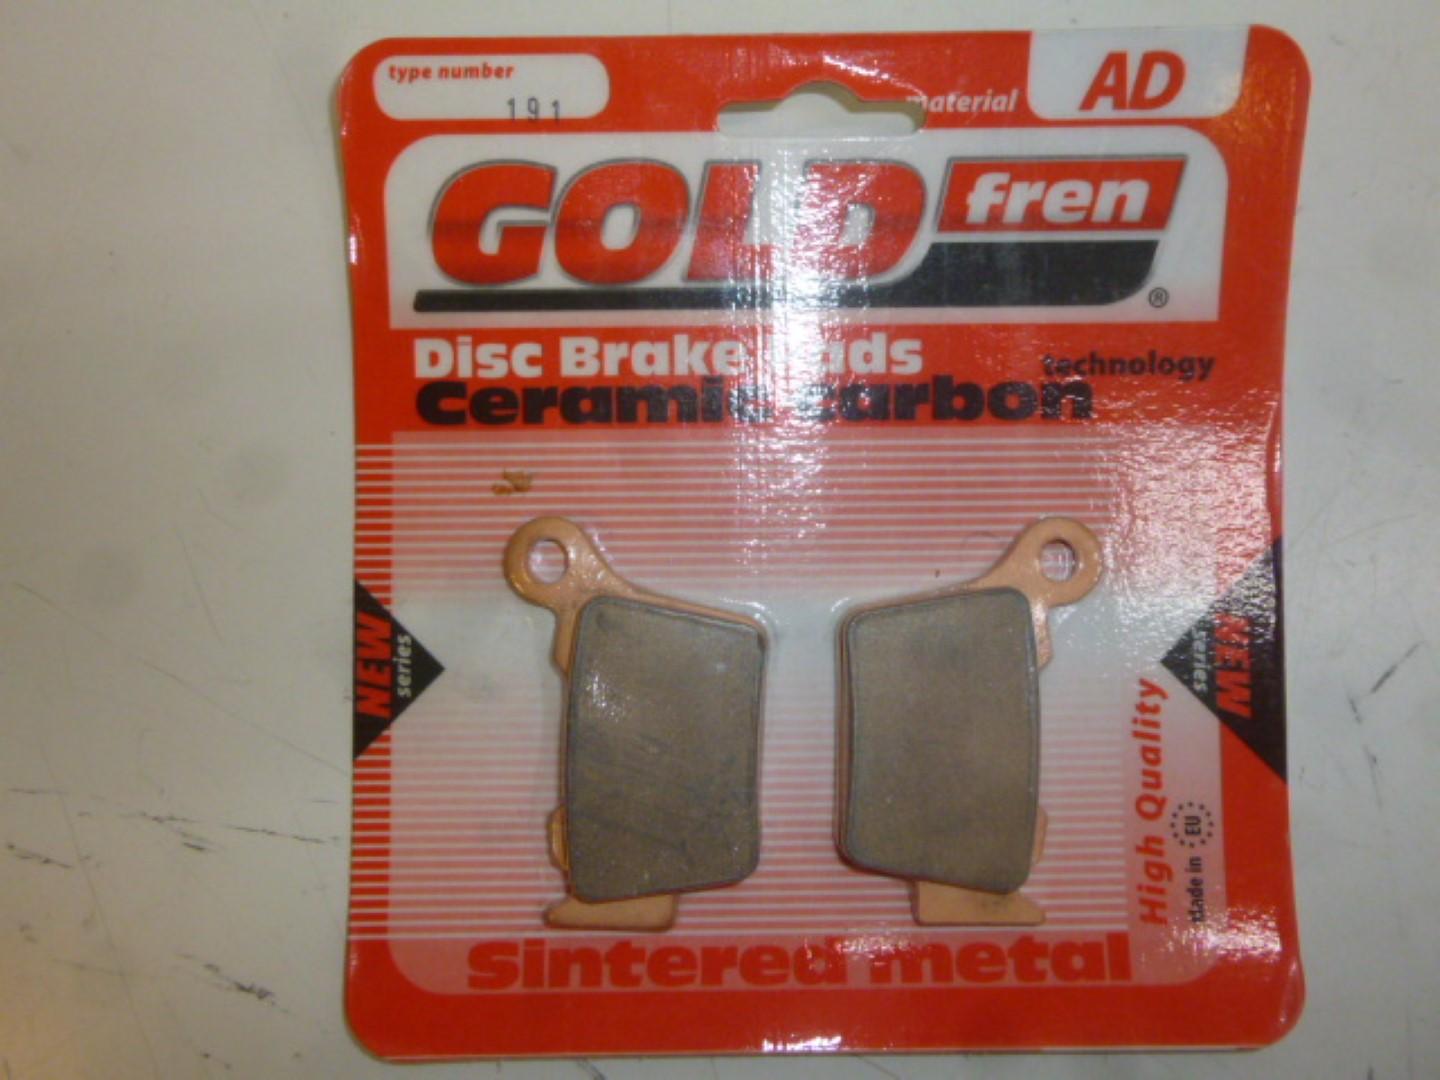 type number
191
material
AD
GOLD fren
®
Disc Brake Pads
technology
Ceramic carbon
NEW
series
NEW
series
High Quality
Made in EU
Sintered metal